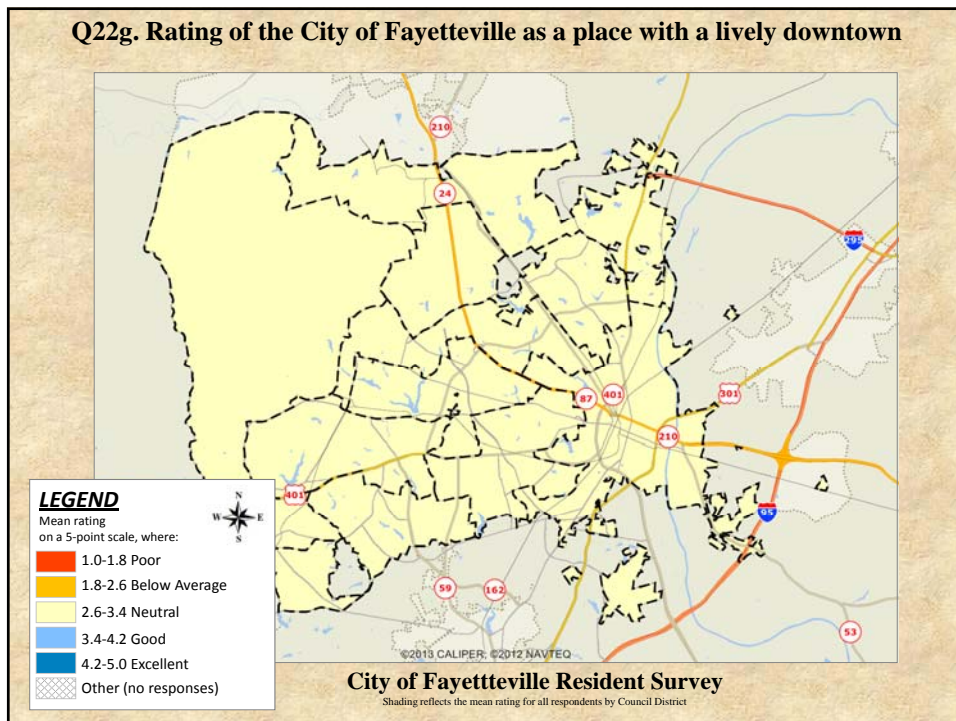 Q22g. Rating of the City of Fayetteville as a place with a lively downtown
210
24
295
87
401
301
210
401
95
59
162
53
LEGEND
N
W E
S
Mean rating
on a 5-point scale, where:
1.0-1.8 Poor
1.8-2.6 Below Average
2.6-3.4 Neutral
3.4-4.2 Good
4.2-5.0 Excellent
Other (no responses)
©2013 CALIPER; ©2012 NAVTEQ
City of Fayettteville Resident Survey
Shading reflects the mean rating for all respondents by Council District